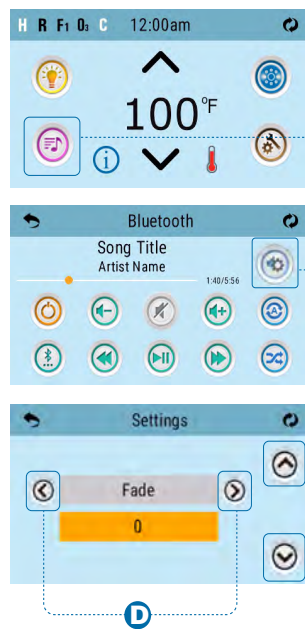 H R F1 O3 C 12:00am
100°F
i
Bluetooth
Song Title
Artist Name
1:40/5:56
A
Settings
Fade
0
D